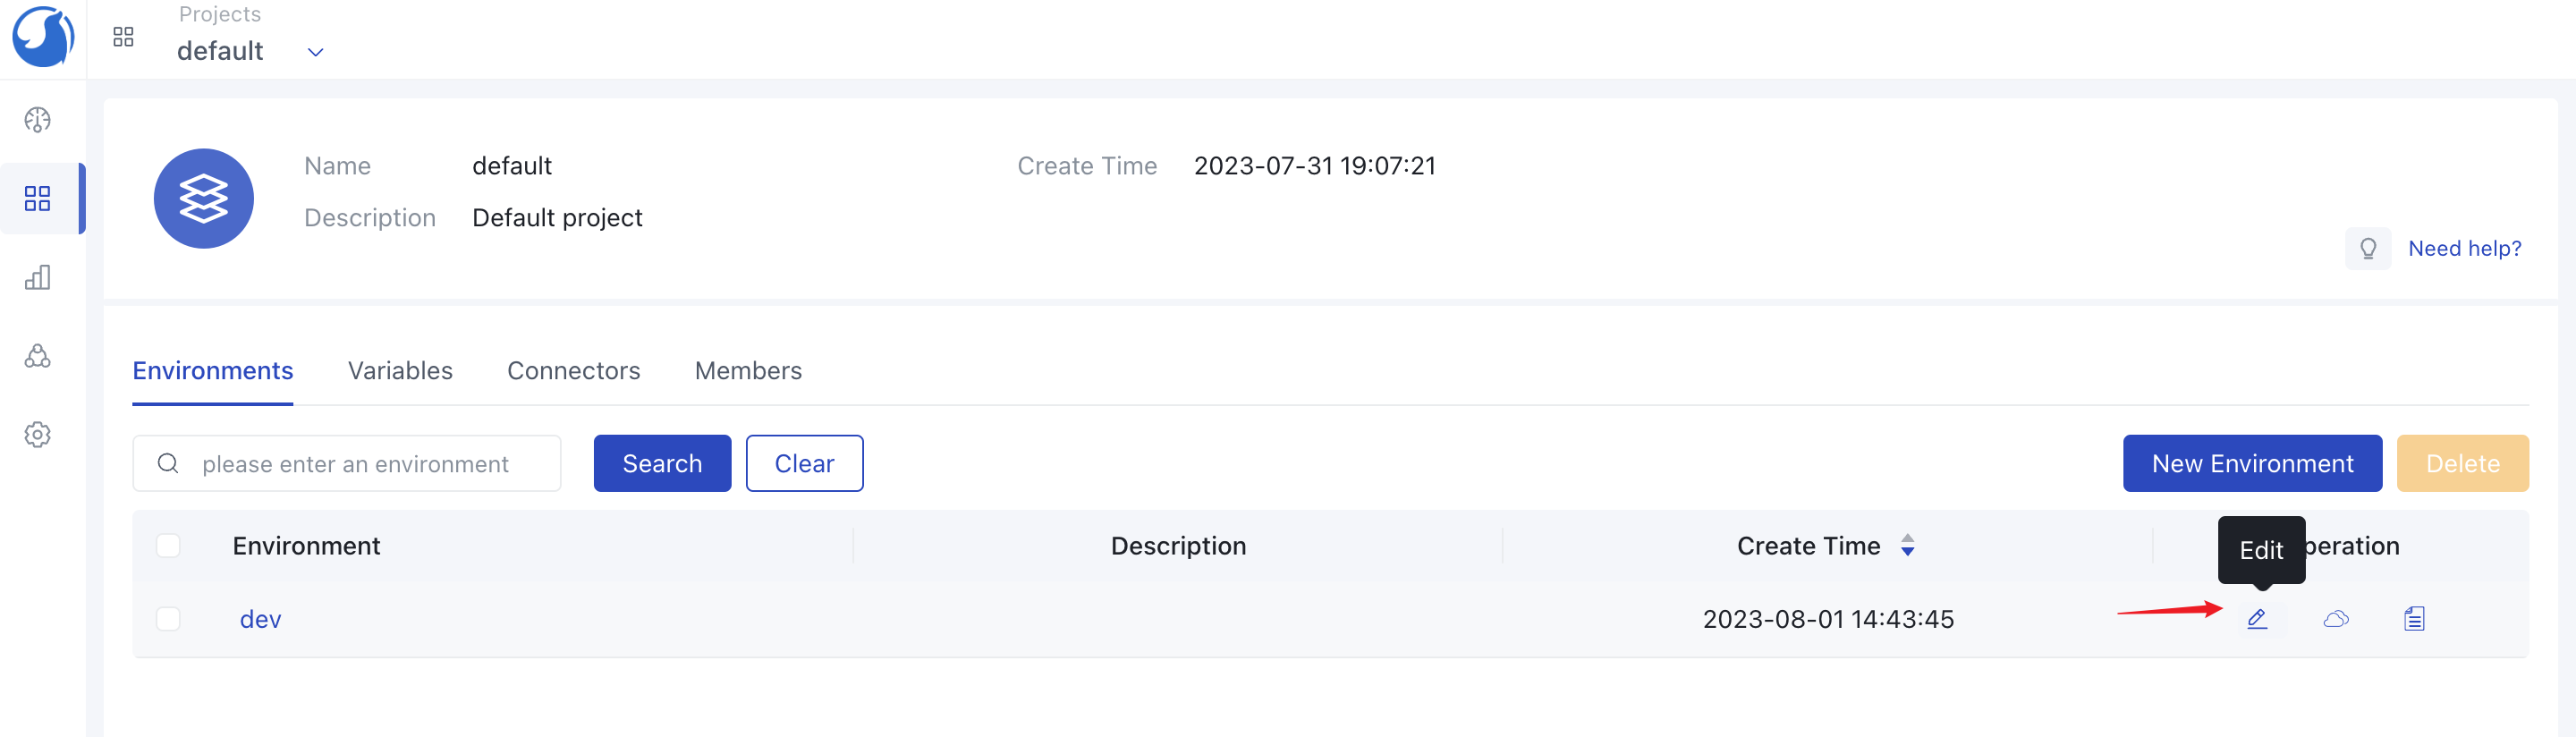 Projects
default
Name default Create Time 2023-07-31 19:07:21
Description Default project
Need help?
Environments Variables Connectors Members
please enter an environment Search Clear New Environment Delete
Environment Description Create Time peration
Edit
dev 2023-08-01 14:43:45